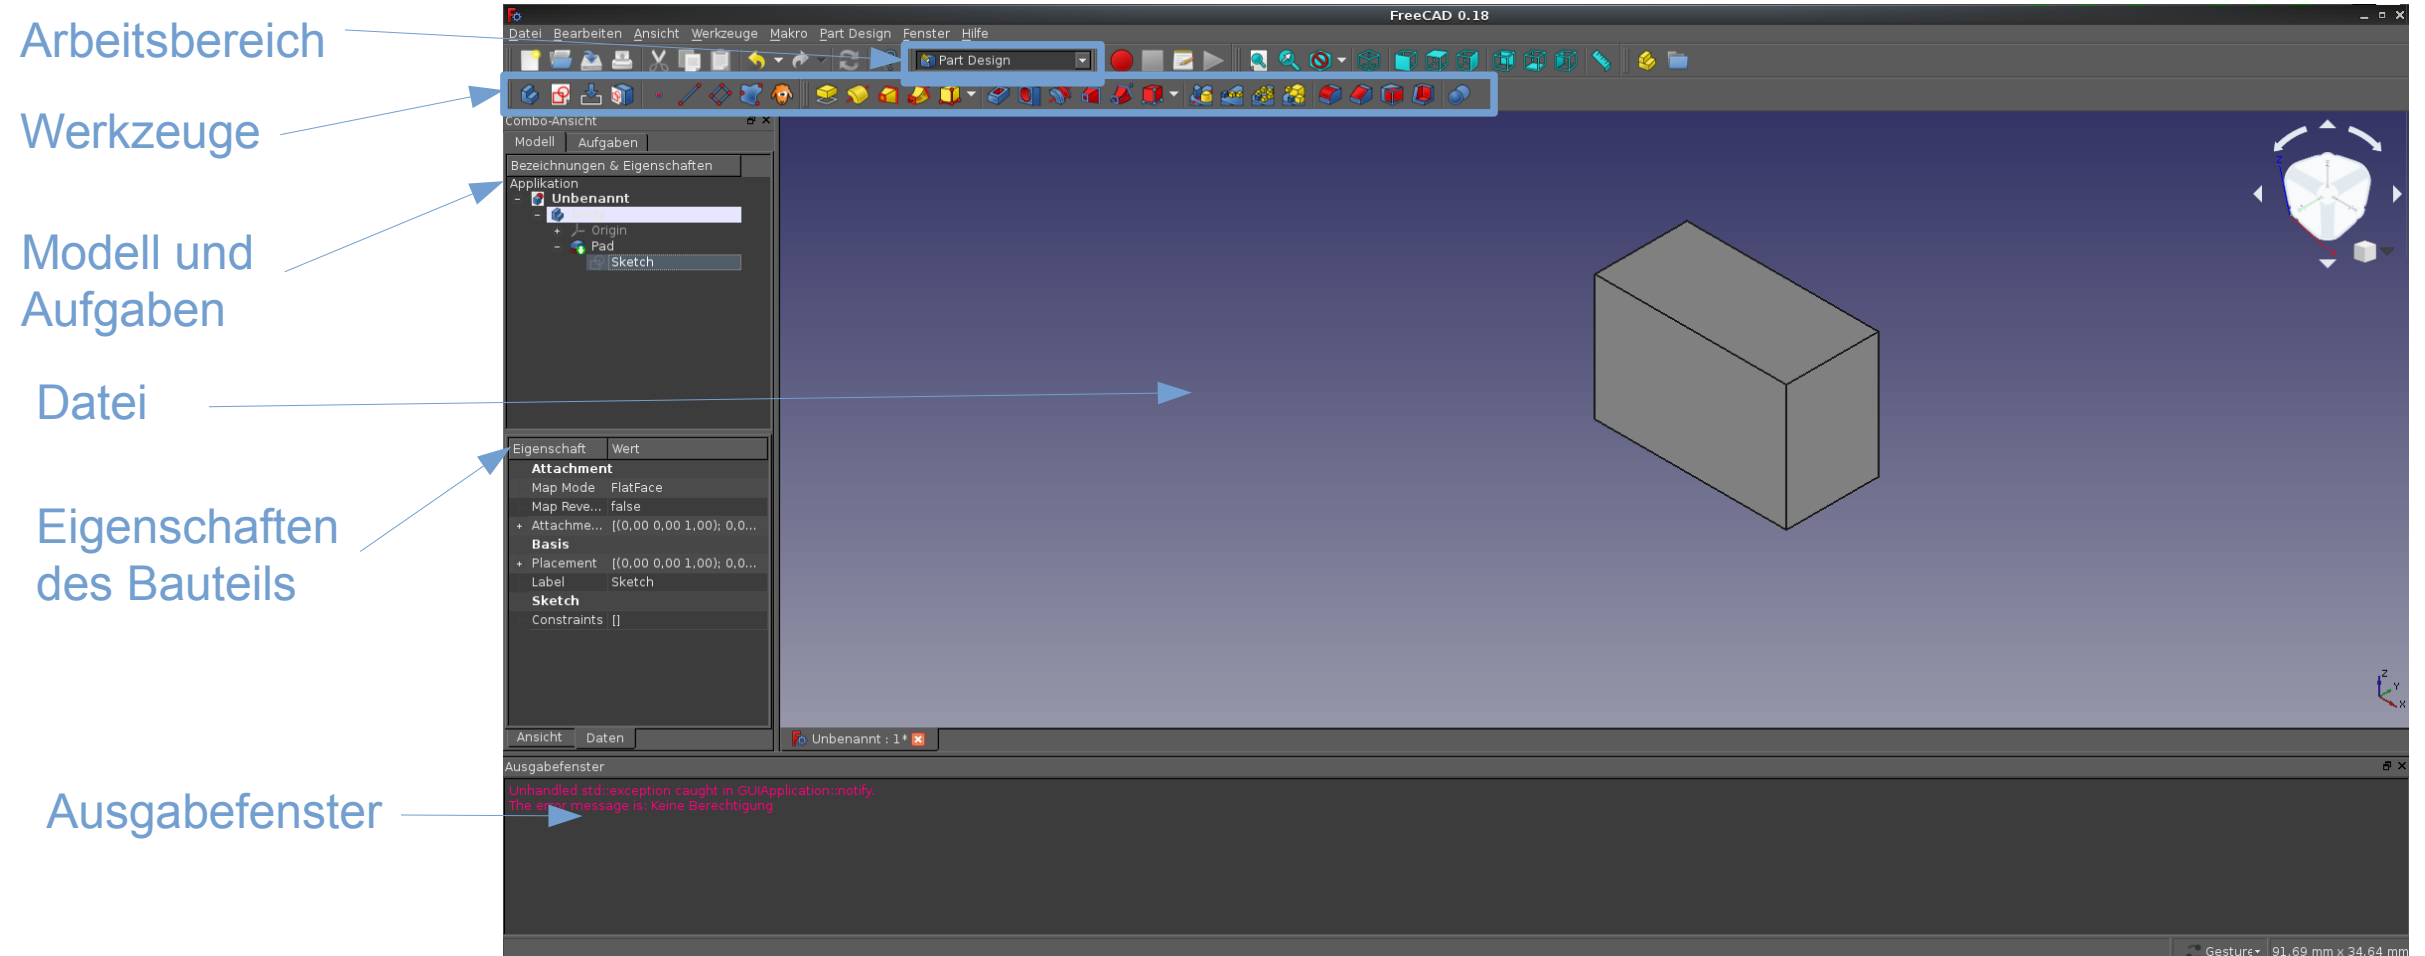 Arbeitsbereich
Werkzeuge
Modell und
Aufgaben
Datei
Eigenschaften
des Bauteils
Ausgabefenster
FreeCAD 0.18
Datei Bearbeiten Ansicht Werkzeuge Makro Part Design Fenster Hilfe
Part Design
Combo-Ansicht
Modell Aufgaben
Bezeichnungen & Eigenschaften
Applikation
Unbenannt
Origin
Pad
Sketch
Eigenschaft Wert
Attachment
Map Mode FlatFace
Map Reve... false
Attachme... [(0,00 0,00 1,00); 0,0...
Basis
Placement [(0,00 0,00 1,00); 0,0...
Label Sketch
Sketch
Constraints []
Ansicht Daten
Z
Z
Y
X
Unbenannt : 1*
Ausgabefenster
Unhandled std::exception caught in GUIApplication::notify.
The error message is: Keine Berechtigung
Gesture 91,69 mm x 34,64 mm